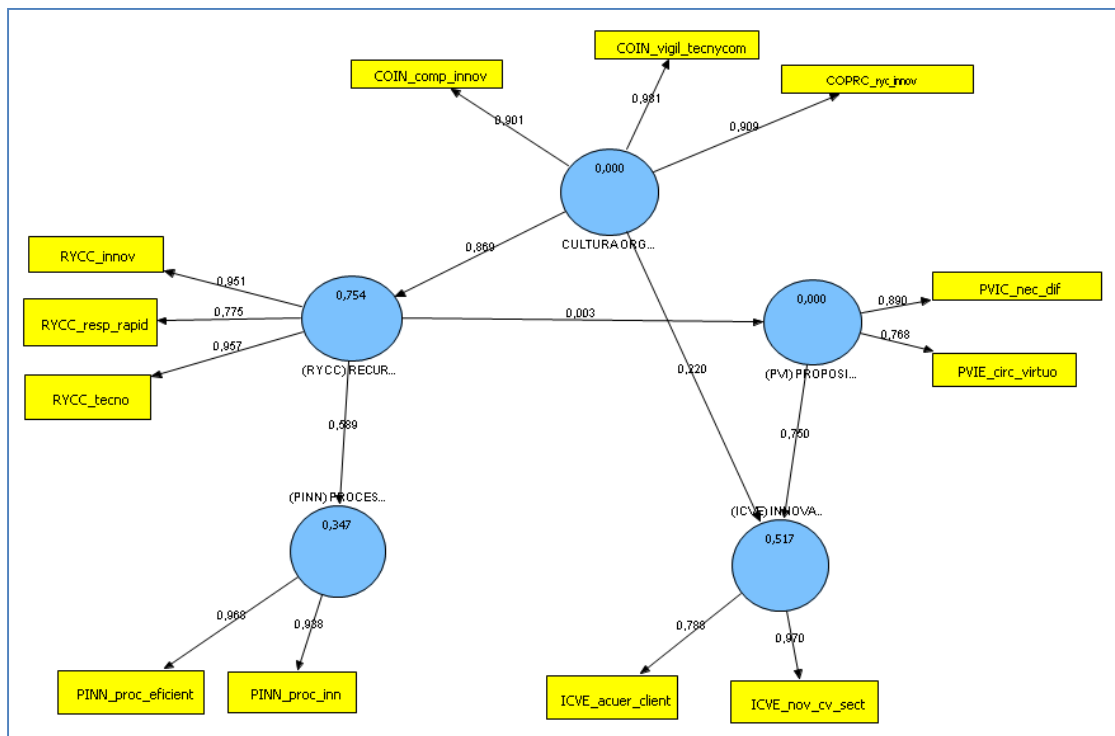 COIN_vigil_tecnycom
COIN_comp_innov
COPRC_ryc_innov
0,901
0,981
0,909
0,000
CULTURA ORG...
RYCC_innov
0,951
0,869
RYCC_resp_rapid
0,775
0,754
0,003
0,000
0,890
PVIC_nec_dif
0,768
PVIE_circ_virtuo
RYCC_tecno
0,957
(RYCC) RECUR...
(PVI) PROPOSI...
0,220
0,589
0,750
(PINN) PROCES...
(ICVE) INNOVA...
0,347
0,517
0,968
0,938
0,788
0,970
PINN_proc_eficient
PINN_proc_inn
ICVE_acuer_client
ICVE_nov_cv_sect